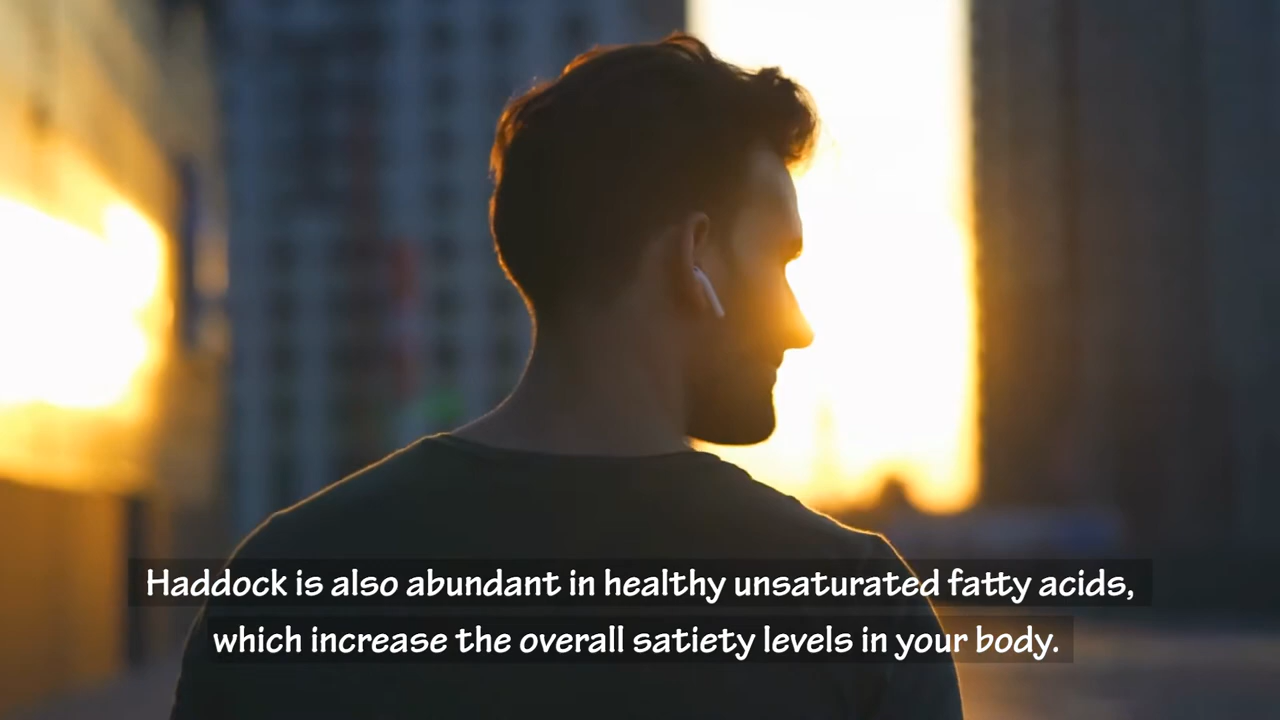 Haddock is also abundant in healthy unsaturated fatty acids,
which increase the overall satiety levels in your body.